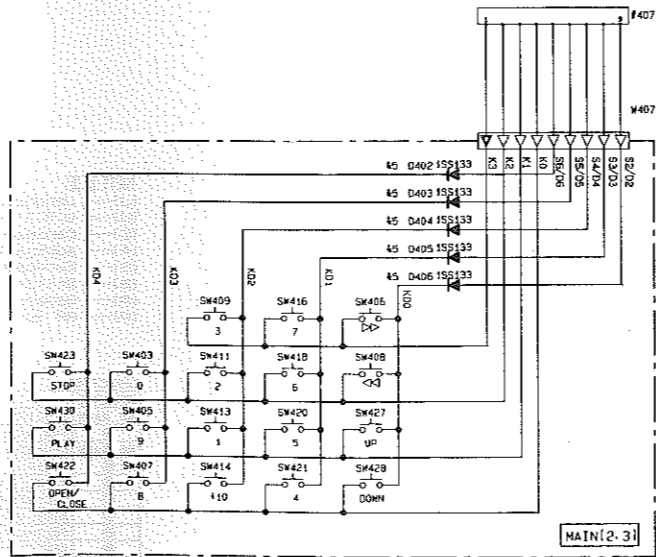 1 9 W407
W407
K3 K2 K1 K0 S6/D6 S5/D5 S4/D4 S3/D3 S2/D2
D402 1SS133
D403 1SS133
D404 1SS133
D405 1SS133
D406 1SS133
KD4 KD3 KD2 KD1 KD0
SW409 SW416 SW406
3 7
SW423 SW403 SW411 SW418 SW408
STOP 0 2 6
SW430 SW405 SW413 SW420 SW427
PLAY 9 1 5 UP
SW422 SW407 SW414 SW421 SW428
OPEN/
CLOSE 8 +10 4 DOWN
MAIN(2.3)